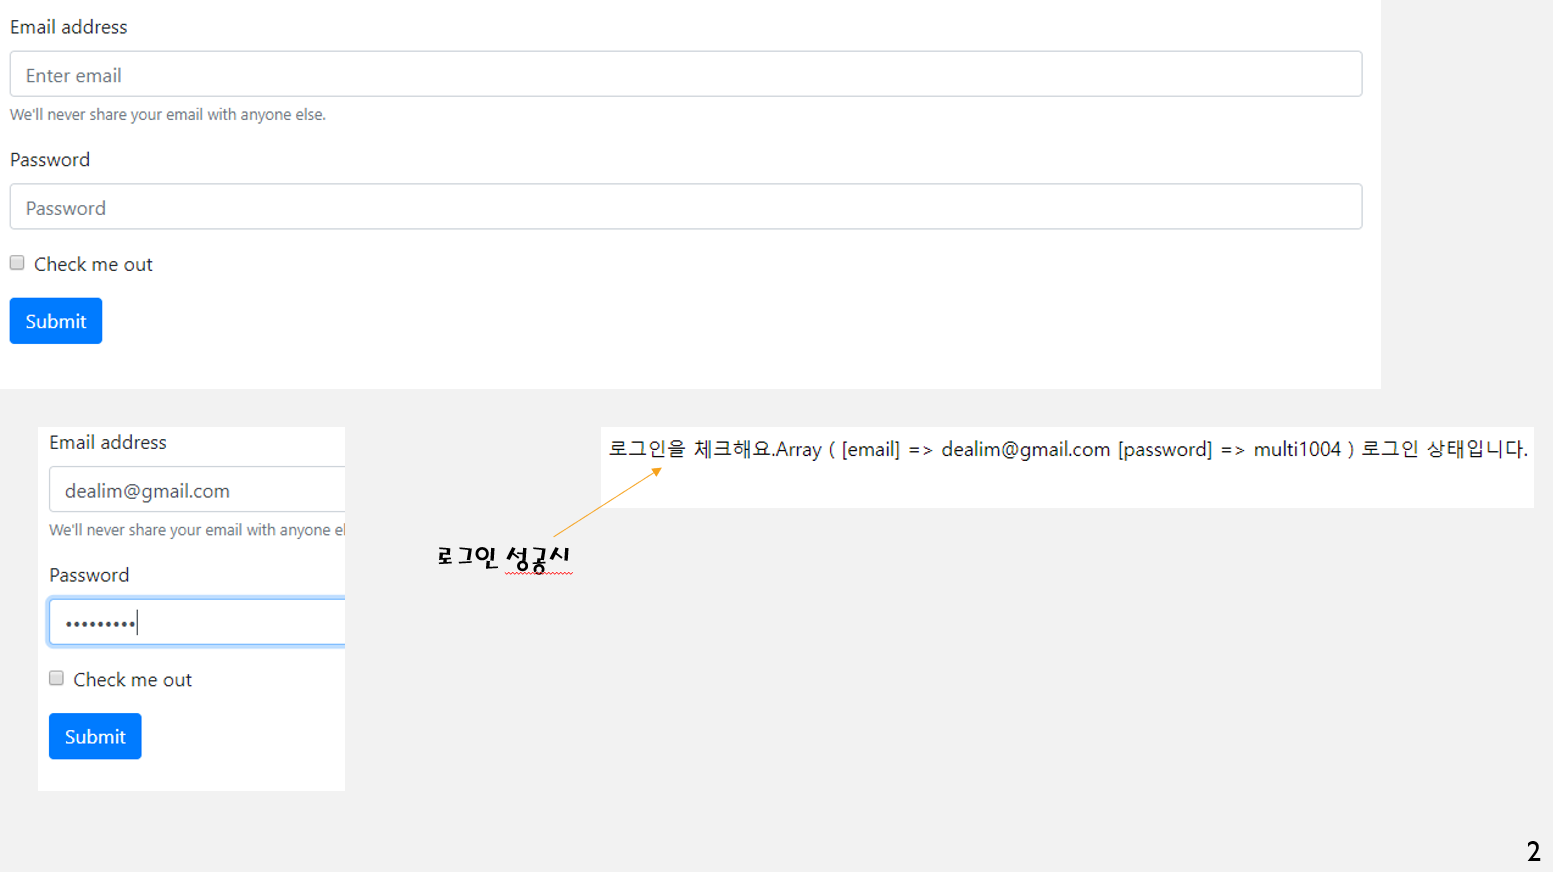 Email address
Enter email
We'll never share your email with anyone else.
Password
Password
Check me out
Submit
Email address
dealim@gmail.com
We'll never share your email with anyone el
Password
•••••••••
Check me out
Submit
로그인을 체크해요.Array ( [email] => dealim@gmail.com [password] => multi1004 ) 로그인 상태입니다.
로그인 성공시
2